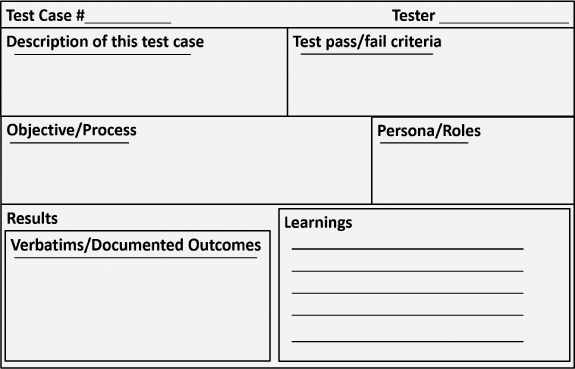 Test Case #__________ Tester _______________
Description of this test case
Test pass/fail criteria
Objective/Process
Persona/Roles
Results
Verbatims/Documented Outcomes
Learnings